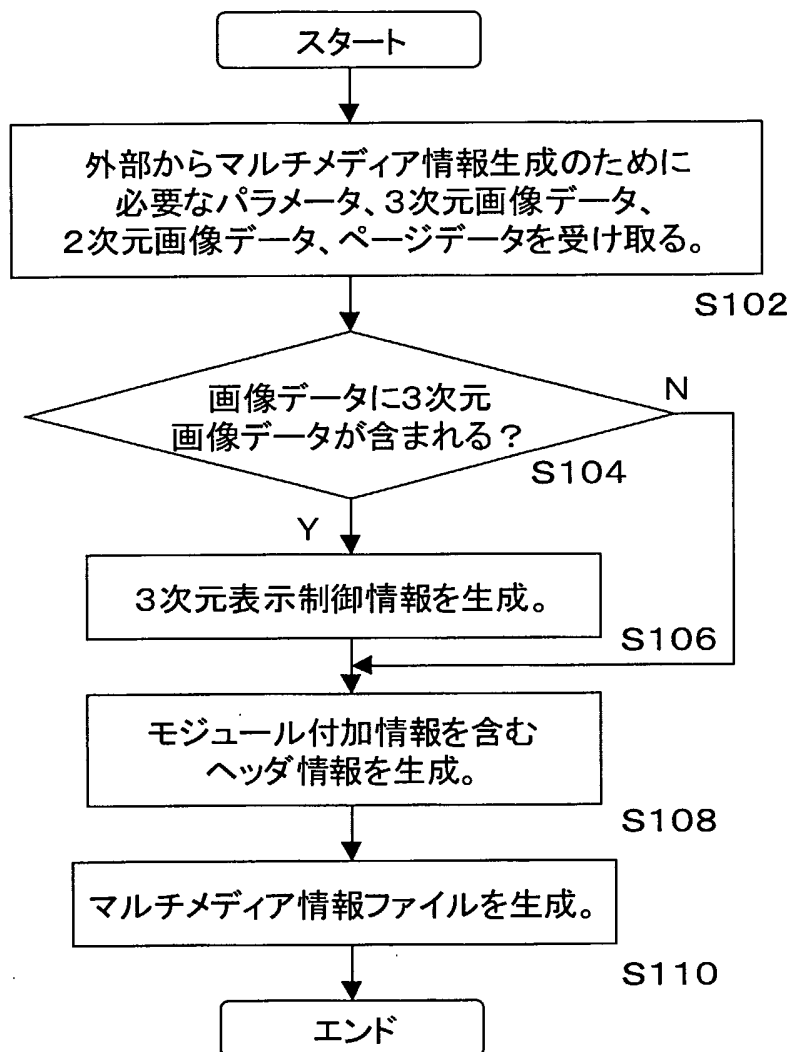 スタート
外部からマルチメディア情報生成のために
必要なパラメータ、3次元画像データ、
2次元画像データ、ページデータを受け取る。
S102
画像データに3次元
画像データが含まれる?
N
S104
Y
3次元表示制御情報を生成。
S106
モジュール付加情報を含む
ヘッダ情報を生成。
S108
マルチメディア情報ファイルを生成。
S110
エンド